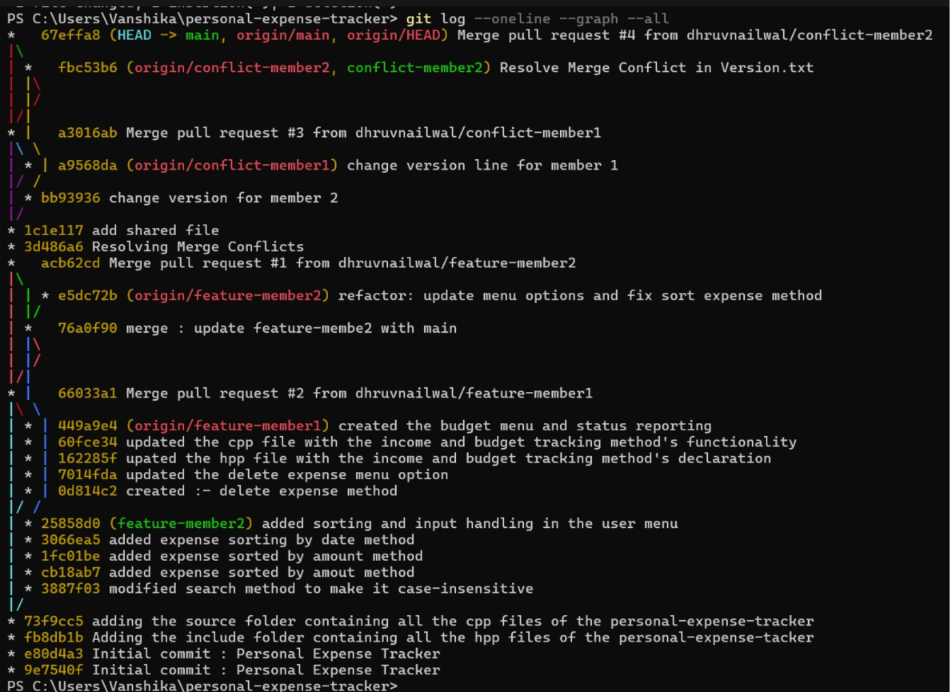 PS C:\Users\Vanshika\personal-expense-tracker> git log --oneline --graph --all
*   67effa8 (HEAD -> main, origin/main, origin/HEAD) Merge pull request #4 from dhruvnailwal/conflict-member2
|\
| *   fbc53b6 (origin/conflict-member2, conflict-member2) Resolve Merge Conflict in Version.txt
| |\
| |/
|/|
* |   a3016ab Merge pull request #3 from dhruvnailwal/conflict-member1
|\ \
| * | a9568da (origin/conflict-member1) change version line for member 1
|/ /
| * bb93936 change version for member 2
|/
* 1c1e117 add shared file
* 3d486a6 Resolving Merge Conflicts
*   acb62cd Merge pull request #1 from dhruvnailwal/feature-member2
|\
| | * e5dc72b (origin/feature-member2) refactor: update menu options and fix sort expense method
| |/
| *   76a0f90 merge : update feature-membe2 with main
| |\
| |/
|/|
* |   66033a1 Merge pull request #2 from dhruvnailwal/feature-member1
|\ \
| * | 449a9e4 (origin/feature-member1) created the budget menu and status reporting
| * | 60fce34 updated the cpp file with the income and budget tracking method's functionality
| * | 162285f upated the hpp file with the income and budget tracking method's declaration
| * | 7014fda updated the delete expense menu option
| * | 0d814c2 created :- delete expense method
|/ /
| * 25858d0 (feature-member2) added sorting and input handling in the user menu
| * 3066ea5 added expense sorting by date method
| * 1fc01be added expense sorted by amount method
| * cb18ab7 added expense sorted by amout method
| * 3887f03 modified search method to make it case-insensitive
|/
* 73f9cc5 adding the source folder containing all the cpp files of the personal-expense-tracker
* fb8db1b Adding the include folder containing all the hpp files of the personal-expense-tacker
* e80d4a3 Initial commit : Personal Expense Tracker
* 9e7540f Initial commit : Personal Expense Tracker
PS C:\Users\Vanshika\personal-expense-tracker>